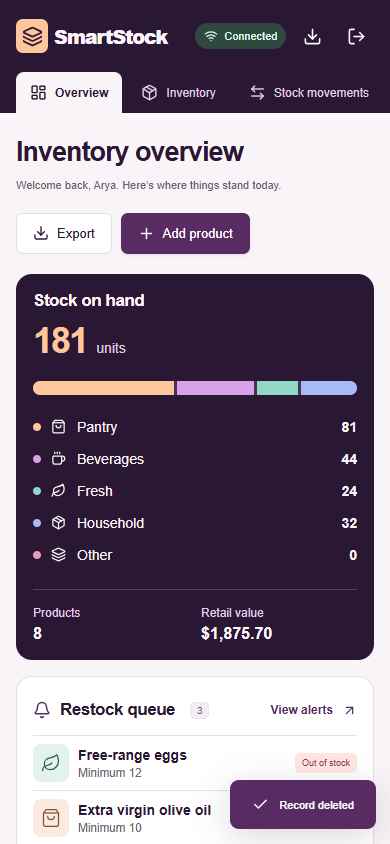 SmartStock
Connected
Overview
Inventory
Stock movements
Inventory overview
Welcome back, Arya. Here's where things stand today.
Export
Add product
Stock on hand
181 units
Pantry 81
Beverages 44
Fresh 24
Household 32
Other 0
Products
8
Retail value
$1,875.70
Restock queue 3
View alerts
Free-range eggs
Minimum 12
Out of stock
Extra virgin olive oil
Minimum 10
Record deleted